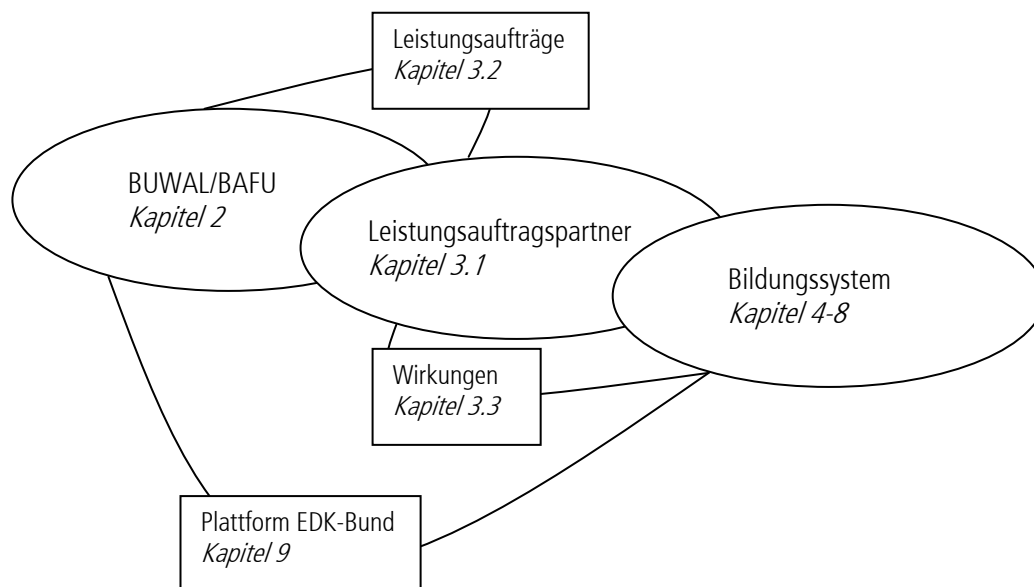 Leistungsaufträge
Kapitel 3.2
BUWAL/BAFU
Kapitel 2
Leistungsauftragspartner
Kapitel 3.1
Bildungssystem
Kapitel 4-8
Wirkungen
Kapitel 3.3
Plattform EDK-Bund
Kapitel 9